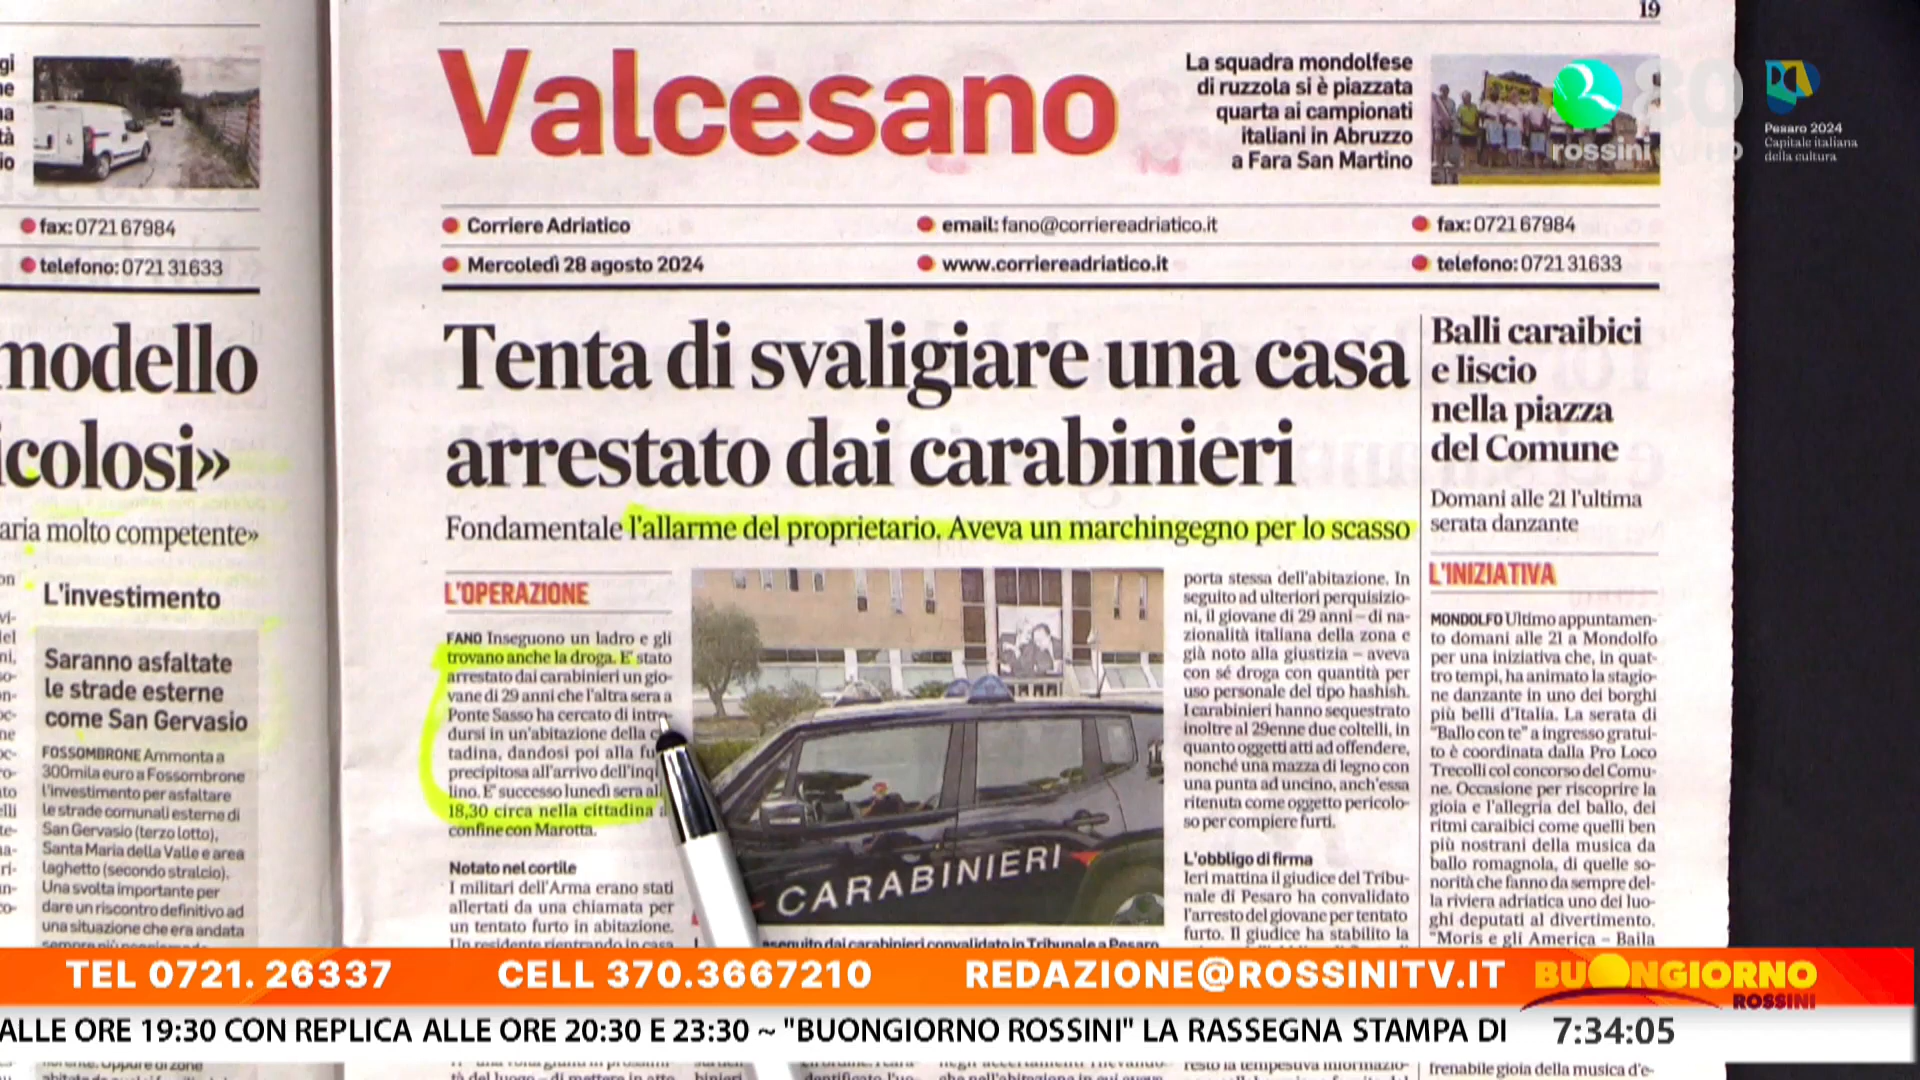 19
Valcesano
La squadra mondolfese
di ruzzola si è piazzata
quarta ai campionati
italiani in Abruzzo
a Fara San Martino
rossini
Pesaro 2024
Capitale italiana
della cultura
fax: 0721 67984
telefono: 0721 31633
Corriere Adriatico
email: fano@corriereadriatico.it
fax: 0721 67984
Mercoledì 28 agosto 2024
www.corriereadriatico.it
telefono: 0721 31633
modello
icolosi»
aria molto competente»
L'investimento
Saranno asfaltate
le strade esterne
come San Gervasio
FOSSOMBRONE Ammonta a
300mila euro a Fossombrone
l'investimento per asfaltare
le strade comunali esterne di
San Gervasio (terzo lotto),
Santa Maria della Valle e area
laghetto (secondo stralcio).
Una svolta importante per
dare un riscontro definitivo ad
una situazione che era andata
Tenta di svaligiare una casa
arrestato dai carabinieri
Fondamentale l'allarme del proprietario. Aveva un marchingegno per lo scasso
L'OPERAZIONE
FANO Inseguono un ladro e gli
trovano anche la droga. E' stato
arrestato dai carabinieri un gio-
vane di 29 anni che l'altra sera a
Ponte Sasso ha cercato di intro
dursi in un'abitazione della c
tadina, dandosi poi alla fu
precipitosa all'arrivo dell'inqu
lino. E' successo lunedì sera all
18,30 circa nella cittadina a
confine con Marotta.
Notato nel cortile
I militari dell'Arma erano stati
allertati da una chiamata per
un tentato furto in abitazione.
Un residente rientrando in casa
CARABINIERI
eseguito dai carabinieri convalidato in Tribunale a Pesaro
porta stessa dell'abitazione. In
seguito ad ulteriori perquisizio-
ni, il giovane di 29 anni – di na-
zionalità italiana della zona e
già noto alla giustizia – aveva
con sé droga con quantità per
uso personale del tipo hashish.
I carabinieri hanno sequestrato
inoltre al 29enne due coltelli, in
quanto oggetti atti ad offendere,
nonché una mazza di legno con
una punta ad uncino, anch'essa
ritenuta come oggetto pericolo-
so per compiere furti.
L'obbligo di firma
Ieri mattina il giudice del Tribu-
nale di Pesaro ha convalidato
l'arresto del giovane per tentato
furto. Il giudice ha stabilito la
Balli caraibici
e liscio
nella piazza
del Comune
Domani alle 21 l'ultima
serata danzante
L'INIZIATIVA
MONDOLFO Ultimo appuntamen-
to domani alle 21 a Mondolfo
per una iniziativa che, in quat-
tro tempi, ha animato la stagio-
ne danzante in uno dei borghi
più belli d'Italia. La serata di
"Ballo con te" a ingresso gratui-
to è coordinata dalla Pro Loco
Trecolli col concorso del Comu-
ne. Occasione per riscoprire la
gioia e l'allegria del ballo, dei
ritmi caraibici come quelli ben
più nostrani della musica da
ballo romagnola, di quelle so-
norità che fanno da sempre del-
la riviera adriatica uno dei luo-
ghi deputati al divertimento.
"Moris e gli America – Baila
TEL 0721. 26337 CELL 370.3667210 REDAZIONE@ROSSINITV.IT BUONGIORNO
ROSSINI
ALLE ORE 19:30 CON REPLICA ALLE ORE 20:30 E 23:30 ~ "BUONGIORNO ROSSINI" LA RASSEGNA STAMPA DI 7:34:05
frenabile gioia della musica d'e-